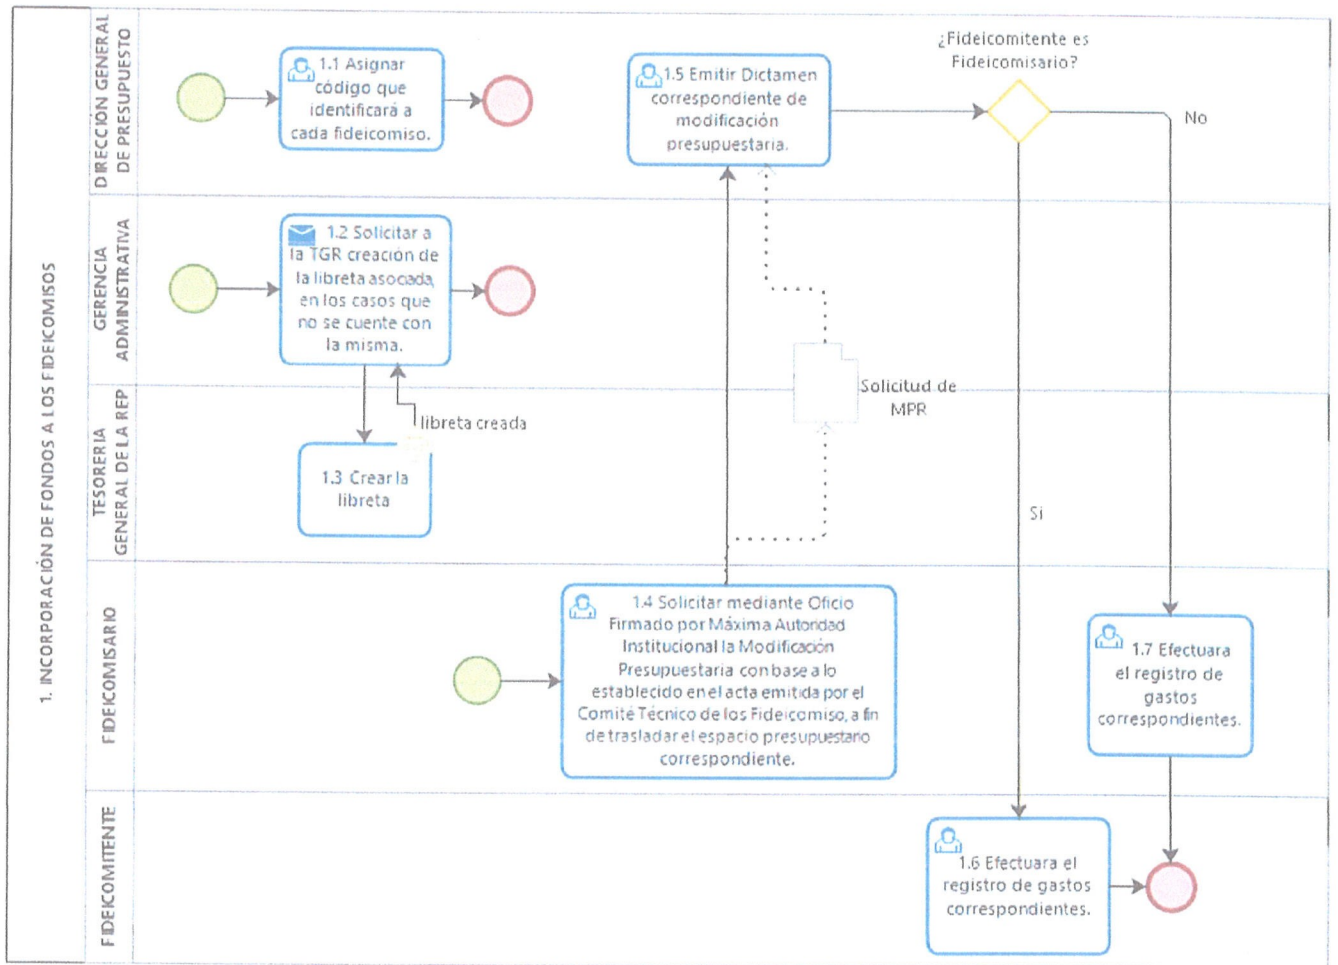 1. INCORPORACIÓN DE FONDOS A LOS FIDEICOMISOS
DIRECCIÓN GENERAL
DE PRESUPUESTO
1.1 Asignar
código que
identificará a
cada fideicomiso.
1.5 Emitir Dictamen
correspondiente de
modificación
presupuestaria.
¿Fideicomitente es
Fideicomisario?
No
GERENCIA
ADMINISTRATIVA
1.2 Solicitar a
la TGR creación de
la libreta asociada,
en los casos que
no se cuente con
la misma.
Solicitud de
MPR
TESORERIA
GENERAL DE LA REP
libreta creada
1.3 Crear la
libreta
Si
FIDEICOMISARIO
1.4 Solicitar mediante Oficio
Firmado por Máxima Autoridad
Institucional la Modificación
Presupuestaria con base a lo
establecido en el acta emitida por el
Comité Técnico de los Fideicomiso, a fin
de trasladar el espacio presupuestario
correspondiente.
1.7 Efectuara
el registro de
gastos
correspondientes.
FIDEICOMITENTE
1.6 Efectuara el
registro de gastos
correspondientes.